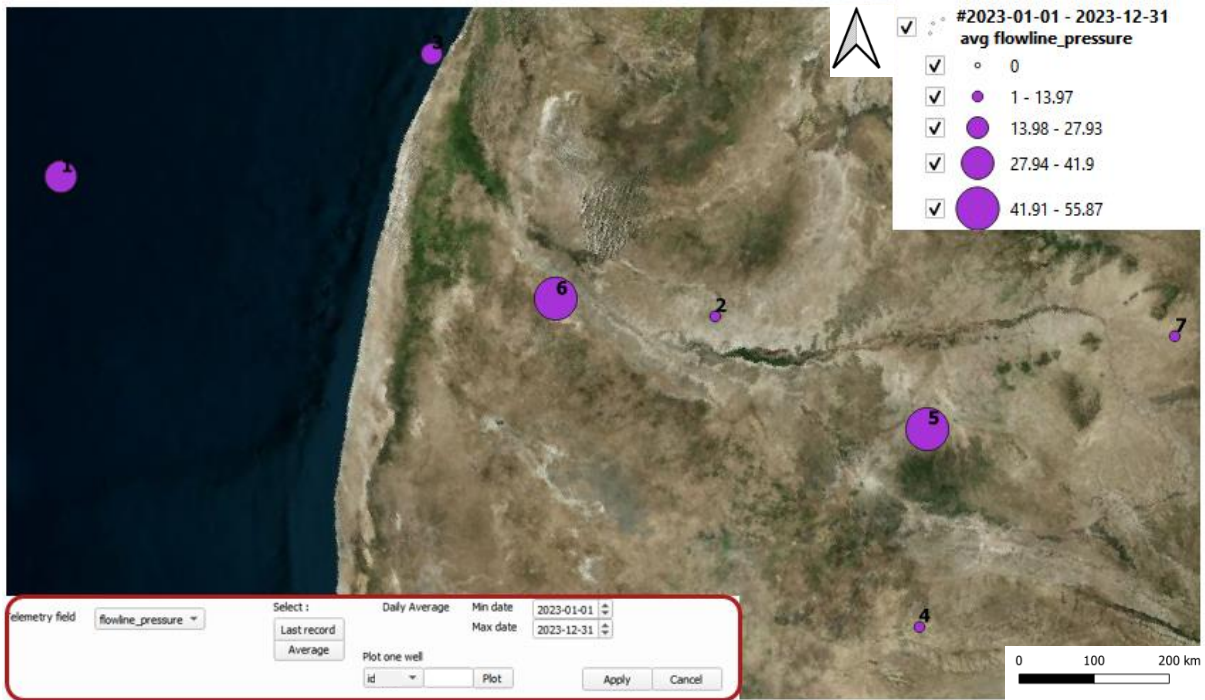 #2023-01-01 - 2023-12-31
avg flowline_pressure
0
1 - 13.97
13.98 - 27.93
27.94 - 41.9
41.91 - 55.87
3
1
6
2
7
5
4
0 100 200 km
elemetry field
flowline_pressure
Select :
Last record
Average
Daily Average
Min date 2023-01-01
Max date 2023-12-31
Plot one well
id
Plot
Apply
Cancel